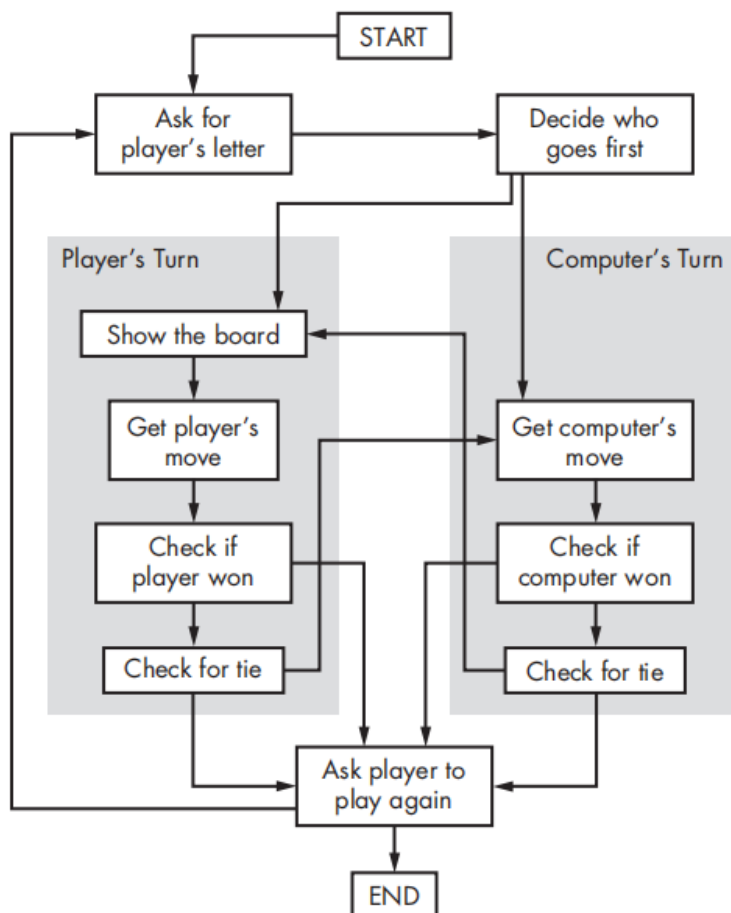 START
Ask for
player's letter
Decide who
goes first
Player's Turn
Computer's Turn
Show the board
Get player's
move
Get computer's
move
Check if
player won
Check if
computer won
Check for tie
Check for tie
Ask player to
play again
END